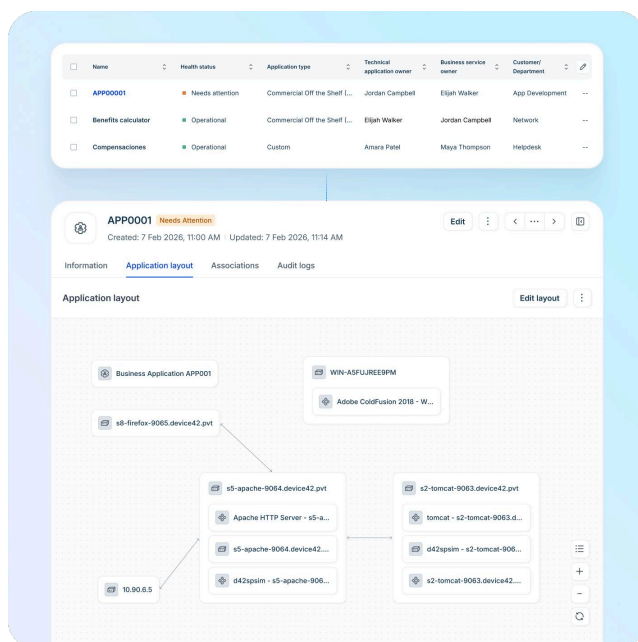 Name
Health status
Application type
Technical application owner
Business service owner
Customer/ Department
APP00001
Needs attention
Commercial Off the Shelf (...
Jordan Campbell
Elijah Walker
App Development
--
Benefits calculator
Operational
Commercial Off the Shelf (...
Elijah Walker
Jordan Campbell
Network
--
Compensaciones
Operational
Custom
Amara Patel
Maya Thompson
Helpdesk
--
APP0001
Needs Attention
Edit
Created: 7 Feb 2026, 11:00 AM
Updated: 7 Feb 2026, 11:14 AM
Information
Application layout
Associations
Audit logs
Application layout
Edit layout
Business Application APP001
WIN-A5FUJREE9PM
Adobe ColdFusion 2018 - W...
s8-firefox-9065.device42.pvt
s5-apache-9064.device42.pvt
Apache HTTP Server - s5-a...
s5-apache-9064.device42....
d42spsim - s5-apache-906...
s2-tomcat-9063.device42.pvt
tomcat - s2-tomcat-9063.d...
d42spsim - s2-tomcat-906...
s2-tomcat-9063.device42....
10.90.6.5